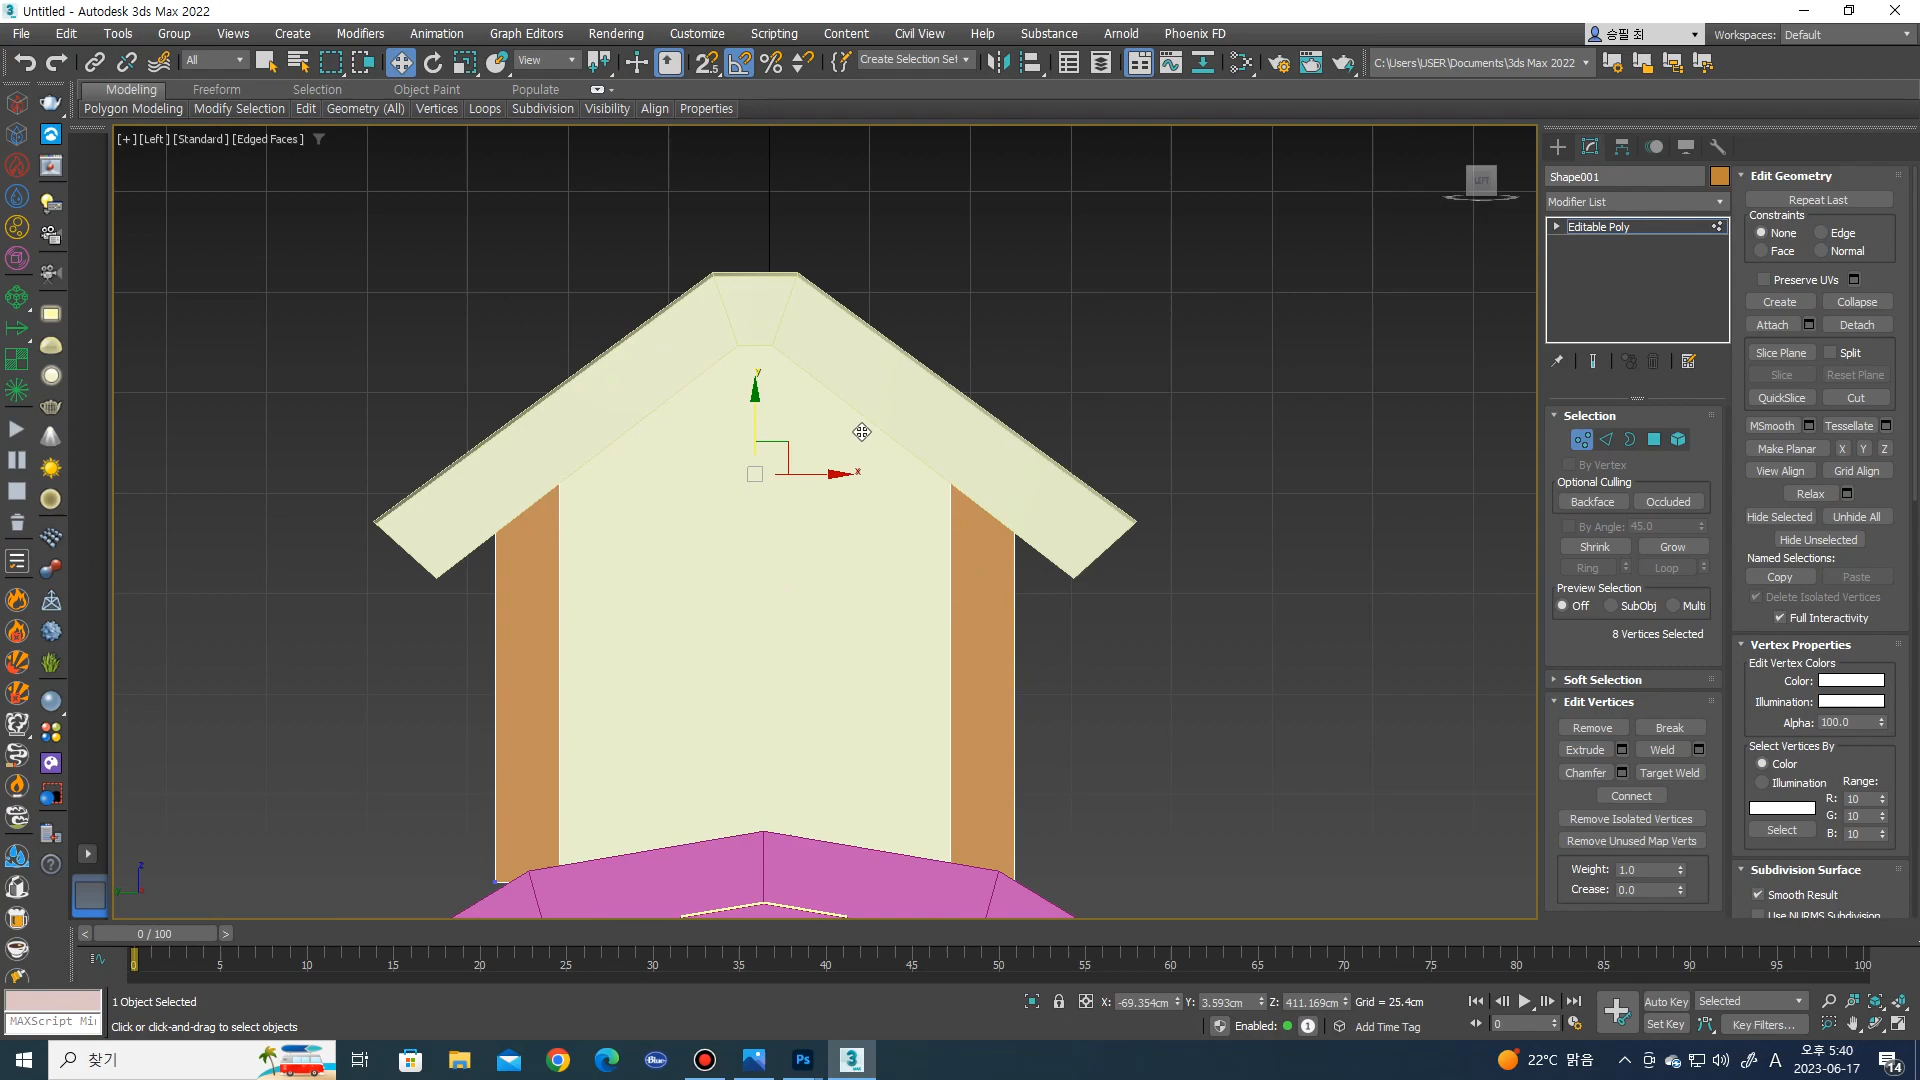 Untitled - Autodesk 3ds Max 2022
File Edit Tools Group Views Create Modifiers Animation Graph Editors Rendering Customize Scripting Content Civil View Help Substance Arnold Phoenix FD 승필 최 Workspaces: Default
All View Create Selection Set C:\Users\USER\Documents\3ds Max 2022
Modeling Freeform Selection Object Paint Populate
Polygon Modeling Modify Selection Edit Geometry (All) Vertices Loops Subdivision Visibility Align Properties
[+] [Left] [Standard] [Edged Faces]
LEFT
y
x
z
Shape001
Modifier List
Editable Poly
Selection
By Vertex
Optional Culling
Backface Occluded
By Angle: 45.0
Shrink Grow
Ring Loop
Preview Selection
Off SubObj Multi
8 Vertices Selected
Soft Selection
Edit Vertices
Remove Break
Extrude Weld
Chamfer Target Weld
Connect
Remove Isolated Vertices
Remove Unused Map Verts
Weight: 1.0
Crease: 0.0
Edit Geometry
Repeat Last
Constraints
None Edge
Face Normal
Preserve UVs
Create Collapse
Attach Detach
Slice Plane Split
Slice Reset Plane
QuickSlice Cut
MSmooth Tessellate
Make Planar X Y Z
View Align Grid Align
Relax
Hide Selected Unhide All
Hide Unselected
Named Selections:
Copy Paste
Delete Isolated Vertices
Full Interactivity
Vertex Properties
Edit Vertex Colors
Color:
Illumination:
Alpha: 100.0
Select Vertices By
Color
Illumination Range:
R: 10
G: 10
B: 10
Select
Subdivision Surface
Smooth Result
Use NURMS Subdivision
< 0 / 100 >
0 5 10 15 20 25 30 35 40 45 50 55 60 65 70 75 80 85 90 95 100
1 Object Selected X: -69.354cm Y: 3.593cm Z: 411.169cm Grid = 25.4cm Auto Key Selected
MAXScript Mi Click or click-and-drag to select objects Enabled: 1 Add Time Tag 0 Set Key Key Filters...
찾기 Blue Ps 3 22°C 맑음 A 오후 5:40
2023-06-17 14